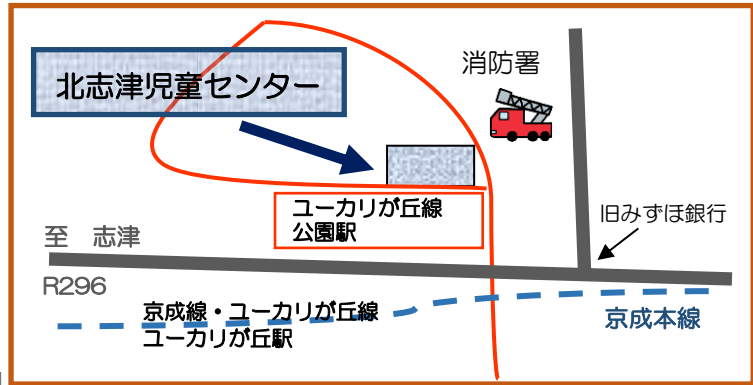 消防署
北志津児童センター
ユーカリが丘線
公園駅
旧みずほ銀行
至　志津
R296
京成線・ユーカリが丘線
ユーカリが丘駅
京成本線